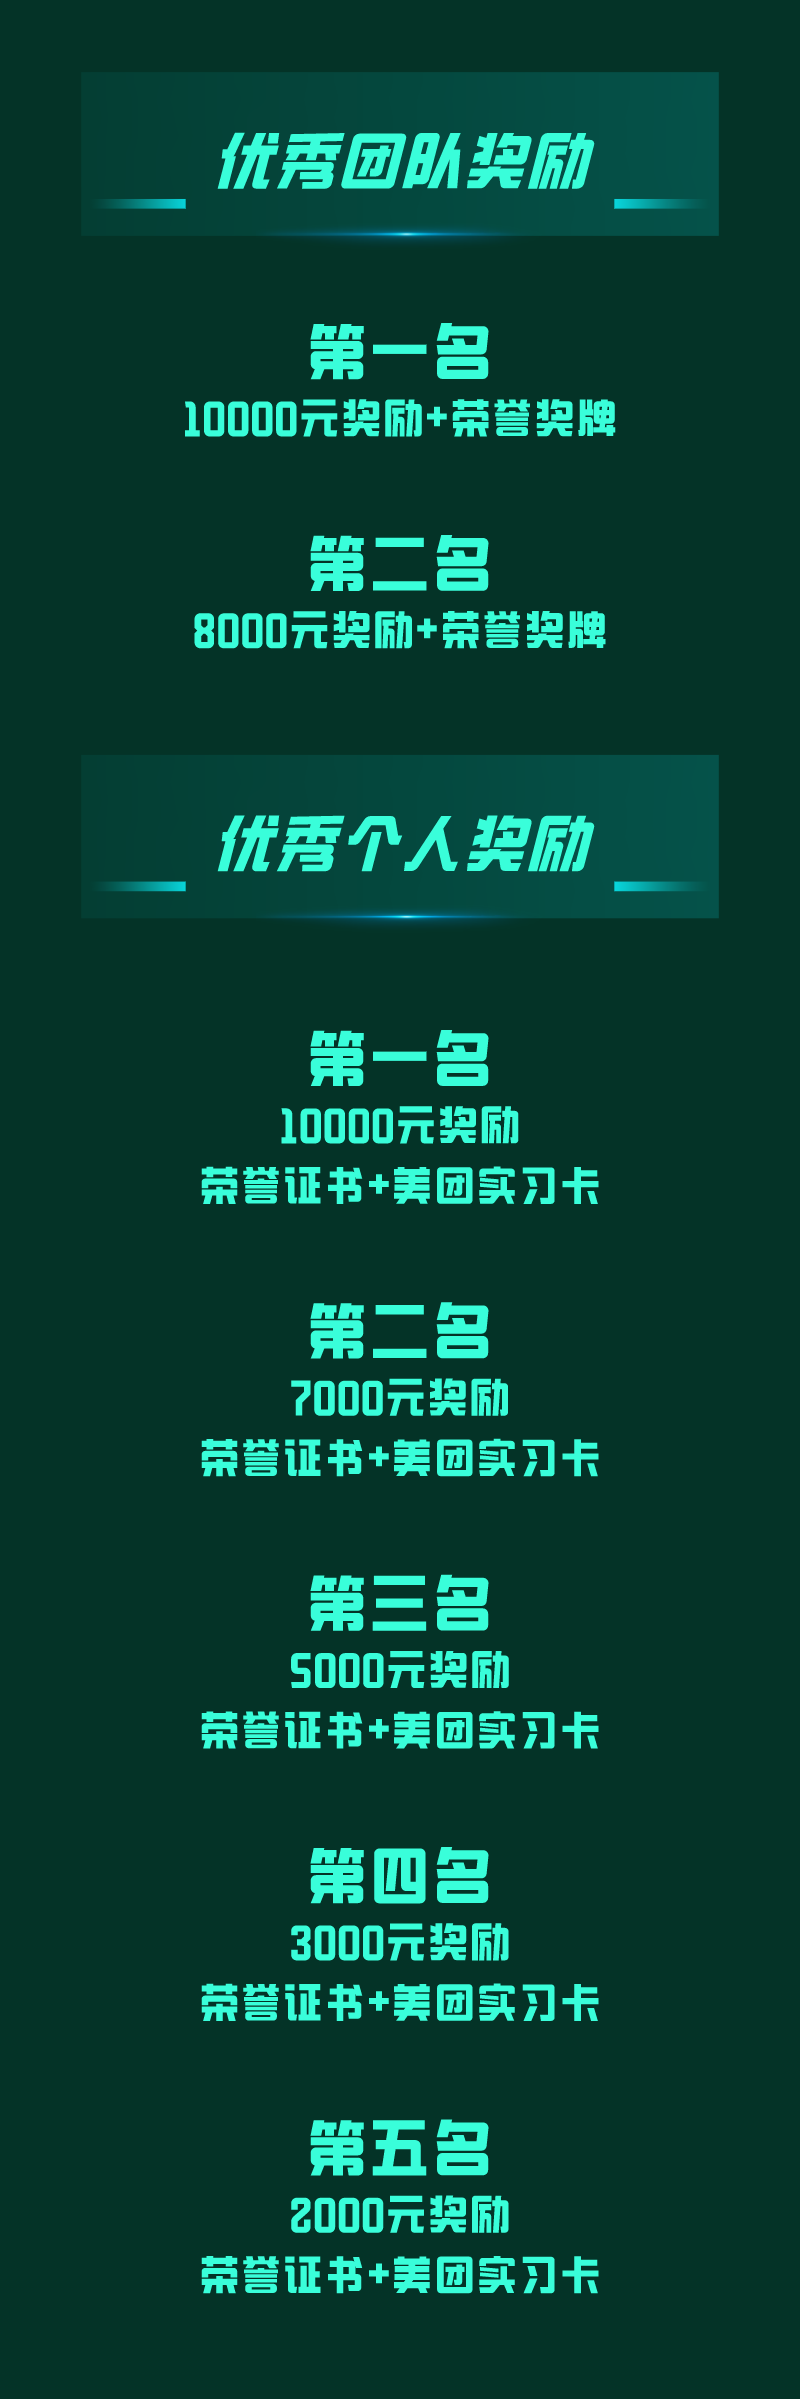 优秀团队奖励
第一名
10000元奖励+荣誉奖牌
第二名
8000元奖励+荣誉奖牌
优秀个人奖励
第一名
10000元奖励
荣誉证书+美团实习卡
第二名
7000元奖励
荣誉证书+美团实习卡
第三名
5000元奖励
荣誉证书+美团实习卡
第四名
3000元奖励
荣誉证书+美团实习卡
第五名
2000元奖励
荣誉证书+美团实习卡